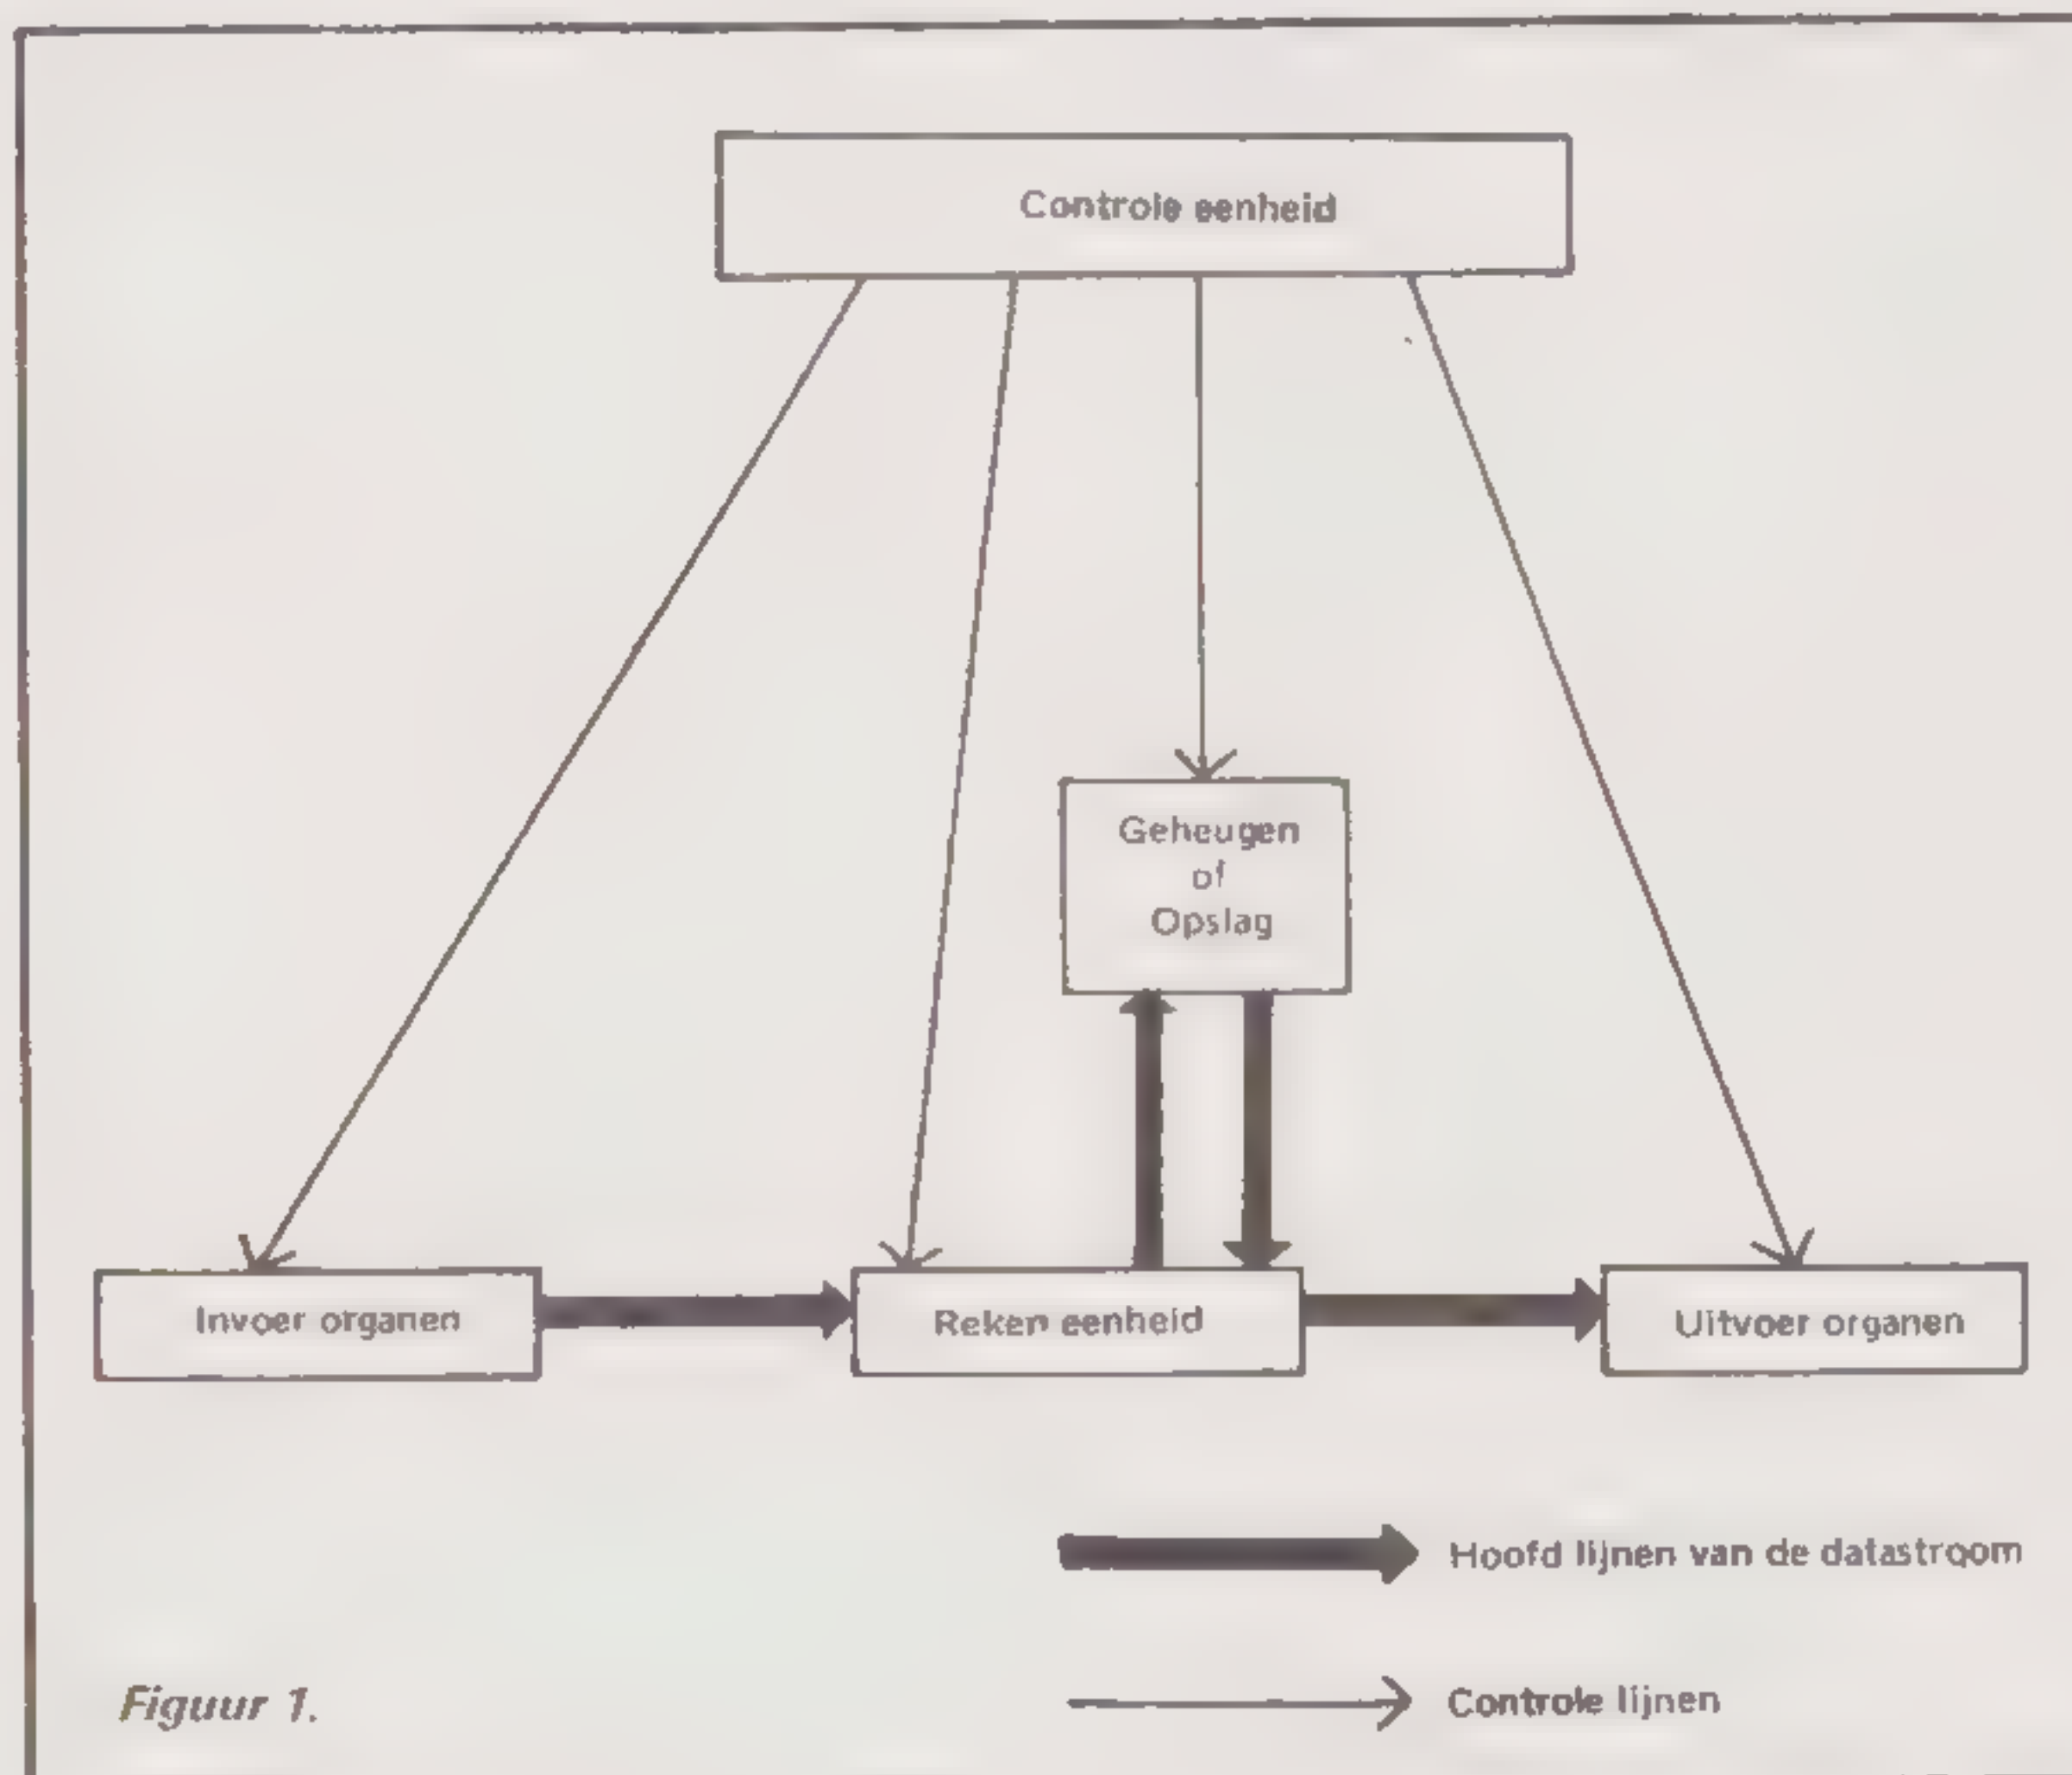 Controle eenheid
Geheugen
of
Opslag
Invoer organen
Reken eenheid
Uitvoer organen
Hoofd lijnen van de datastroom
Controle lijnen
Figuur 1.